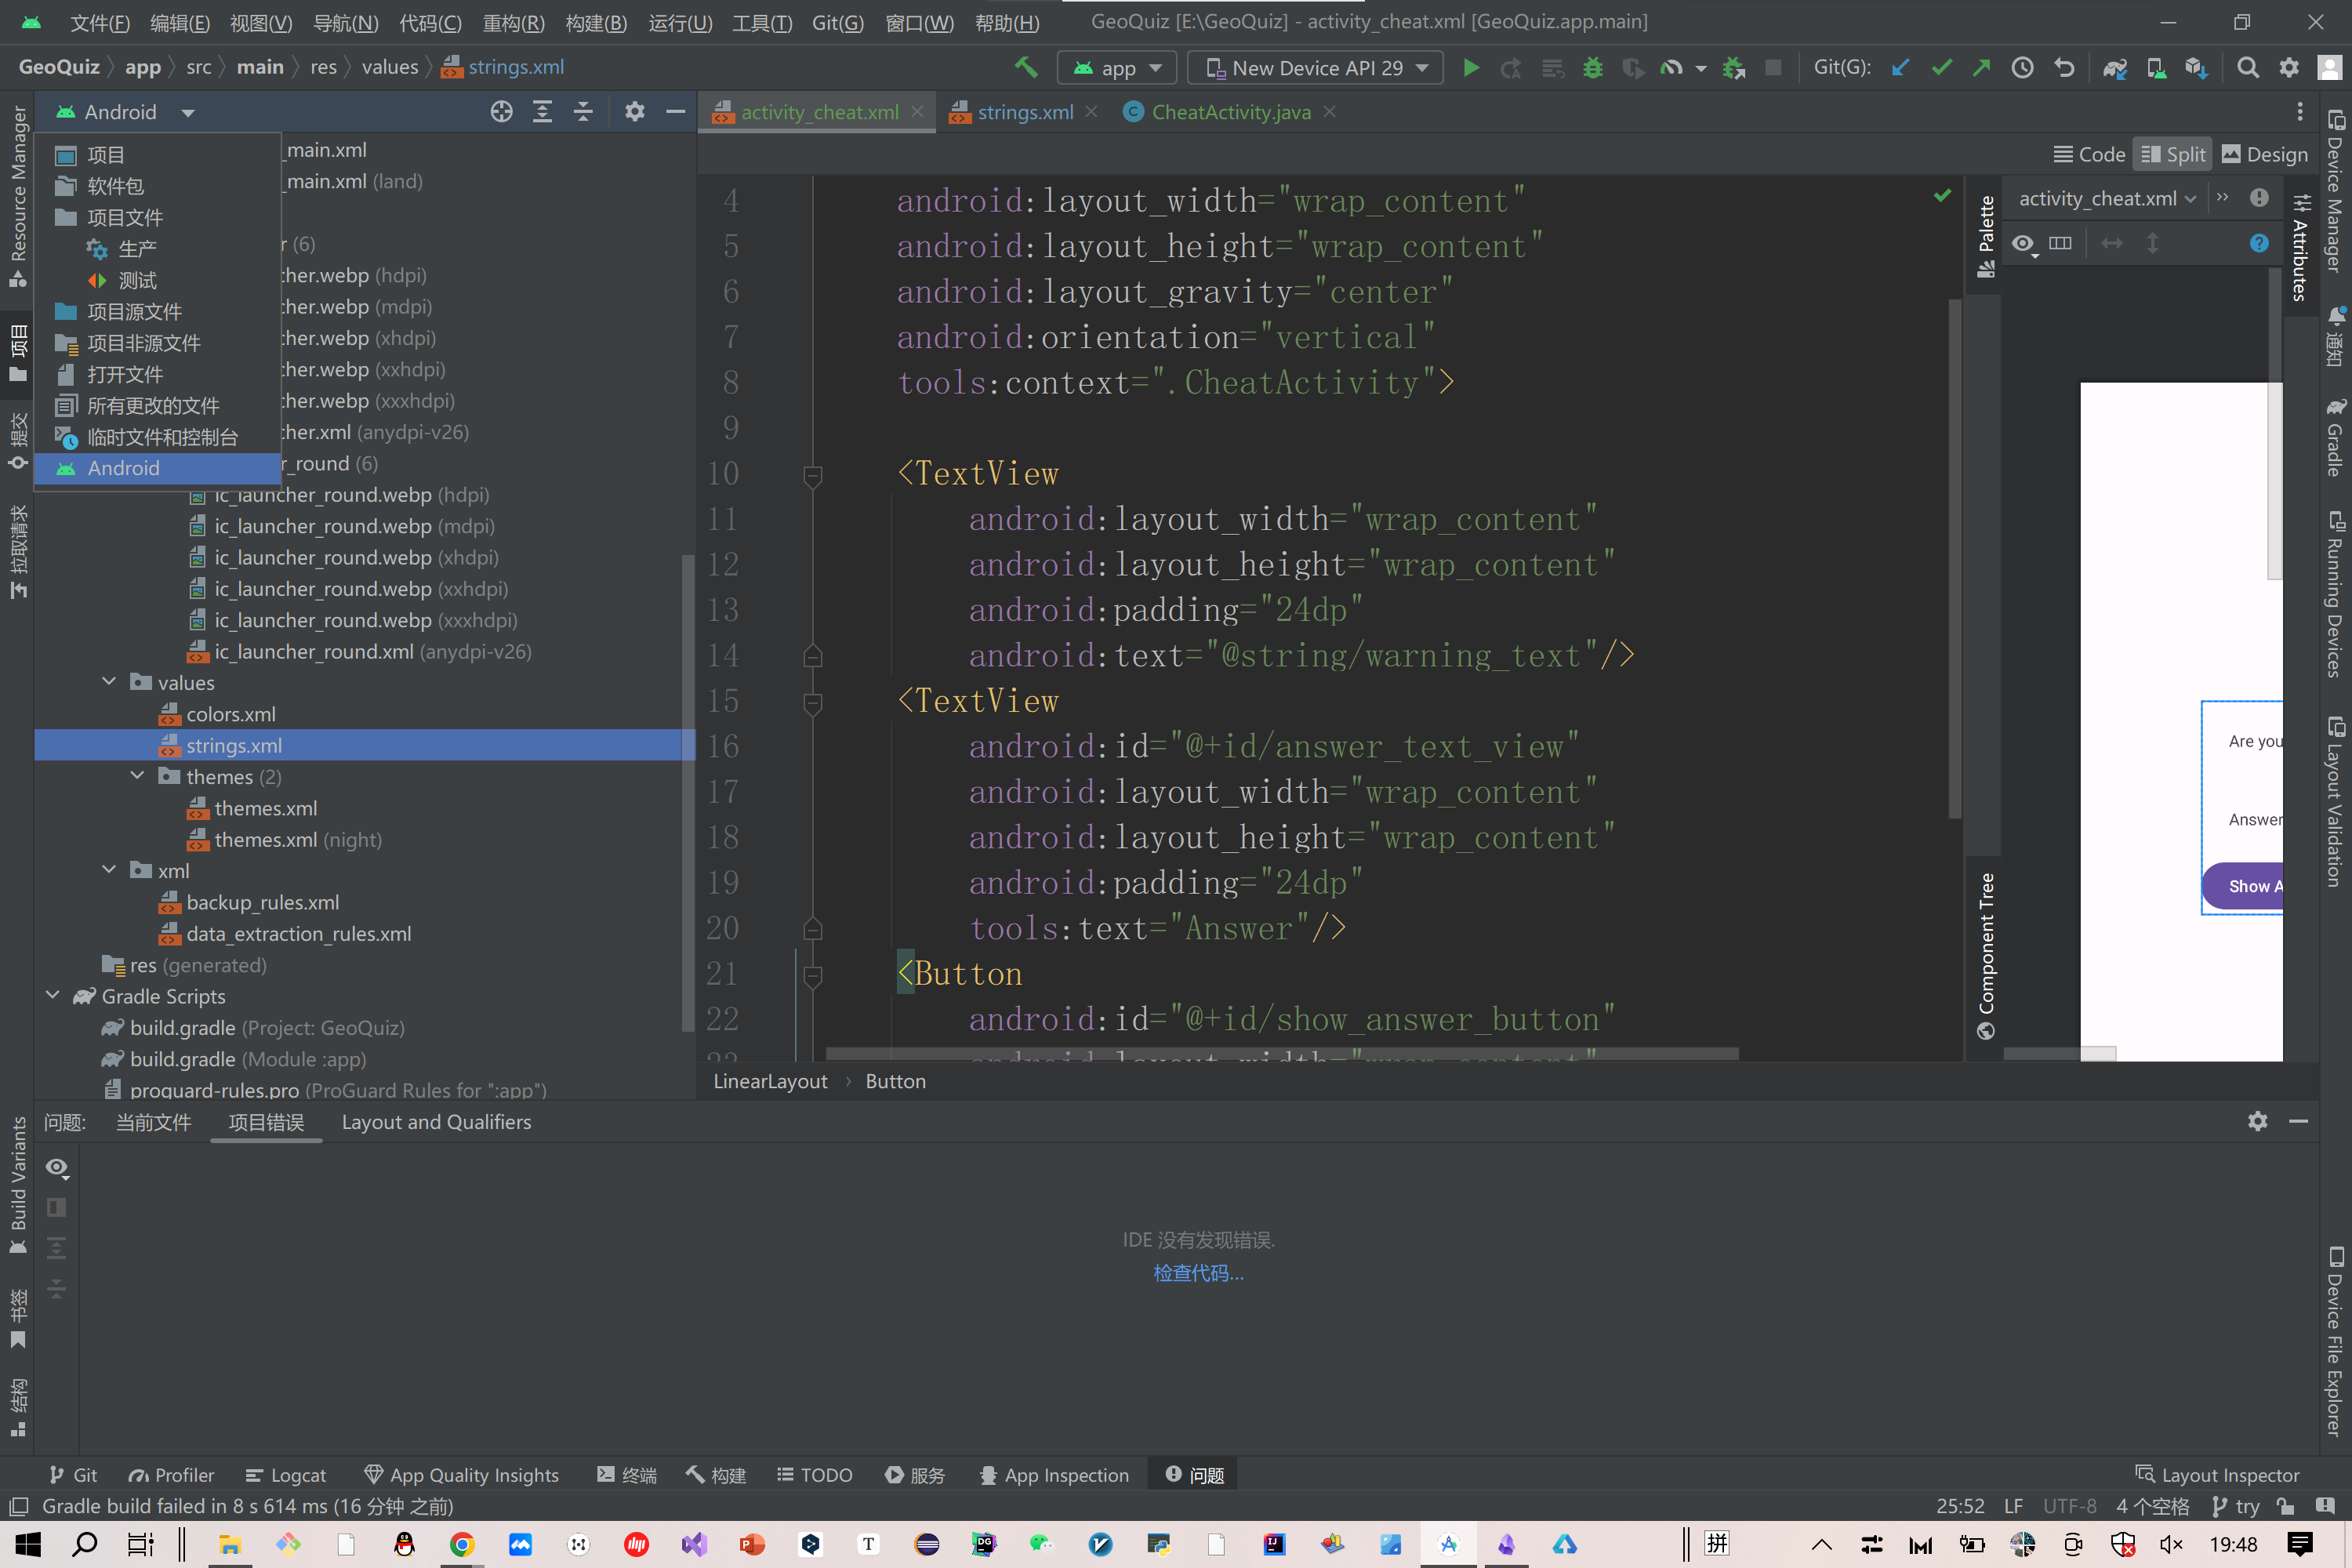 文件(F) 编辑(E) 视图(V) 导航(N) 代码(C) 重构(R) 构建(B) 运行(U) 工具(T) Git(G) 窗口(W) 帮助(H) GeoQuiz [E:\GeoQuiz] - activity_cheat.xml [GeoQuiz.app.main]
GeoQuiz app src main res values strings.xml app New Device API 29 Git(G):
Android
activity_cheat.xml strings.xml CheatActivity.java
Code Split Design
activity_cheat.xml
Resource Manager
项目
提交
拉取请求
Build Variants
书签
结构
项目
软件包
项目文件
生产
测试
项目源文件
项目非源文件
打开文件
所有更改的文件
临时文件和控制台
Android
_main.xml
_main.xml (land)
r (6)
cher.webp (hdpi)
cher.webp (mdpi)
cher.webp (xhdpi)
cher.webp (xxhdpi)
cher.webp (xxxhdpi)
cher.xml (anydpi-v26)
r_round (6)
ic_launcher_round.webp (hdpi)
ic_launcher_round.webp (mdpi)
ic_launcher_round.webp (xhdpi)
ic_launcher_round.webp (xxhdpi)
ic_launcher_round.webp (xxxhdpi)
ic_launcher_round.xml (anydpi-v26)
values
colors.xml
strings.xml
themes (2)
themes.xml
themes.xml (night)
xml
backup_rules.xml
data_extraction_rules.xml
res (generated)
Gradle Scripts
build.gradle (Project: GeoQuiz)
build.gradle (Module :app)
proguard-rules.pro (ProGuard Rules for ":app")
4 android:layout_width="wrap_content"
5 android:layout_height="wrap_content"
6 android:layout_gravity="center"
7 android:orientation="vertical"
8 tools:context=".CheatActivity">
9
10 <TextView
11 android:layout_width="wrap_content"
12 android:layout_height="wrap_content"
13 android:padding="24dp"
14 android:text="@string/warning_text"/>
15 <TextView
16 android:id="@+id/answer_text_view"
17 android:layout_width="wrap_content"
18 android:layout_height="wrap_content"
19 android:padding="24dp"
20 tools:text="Answer"/>
21 <Button
22 android:id="@+id/show_answer_button"
23 android:layout_width="wrap_content"
LinearLayout Button
Palette
Component Tree
Attributes
Are you
Answer
Show A
Device Manager
通知
Gradle
Running Devices
Layout Validation
Device File Explorer
问题: 当前文件 项目错误 Layout and Qualifiers
IDE 没有发现错误.
检查代码...
Git Profiler Logcat App Quality Insights 终端 构建 TODO 服务 App Inspection 问题 Layout Inspector
Gradle build failed in 8 s 614 ms (16 分钟 之前) 25:52 LF UTF-8 4 个空格 try
拼 19:48